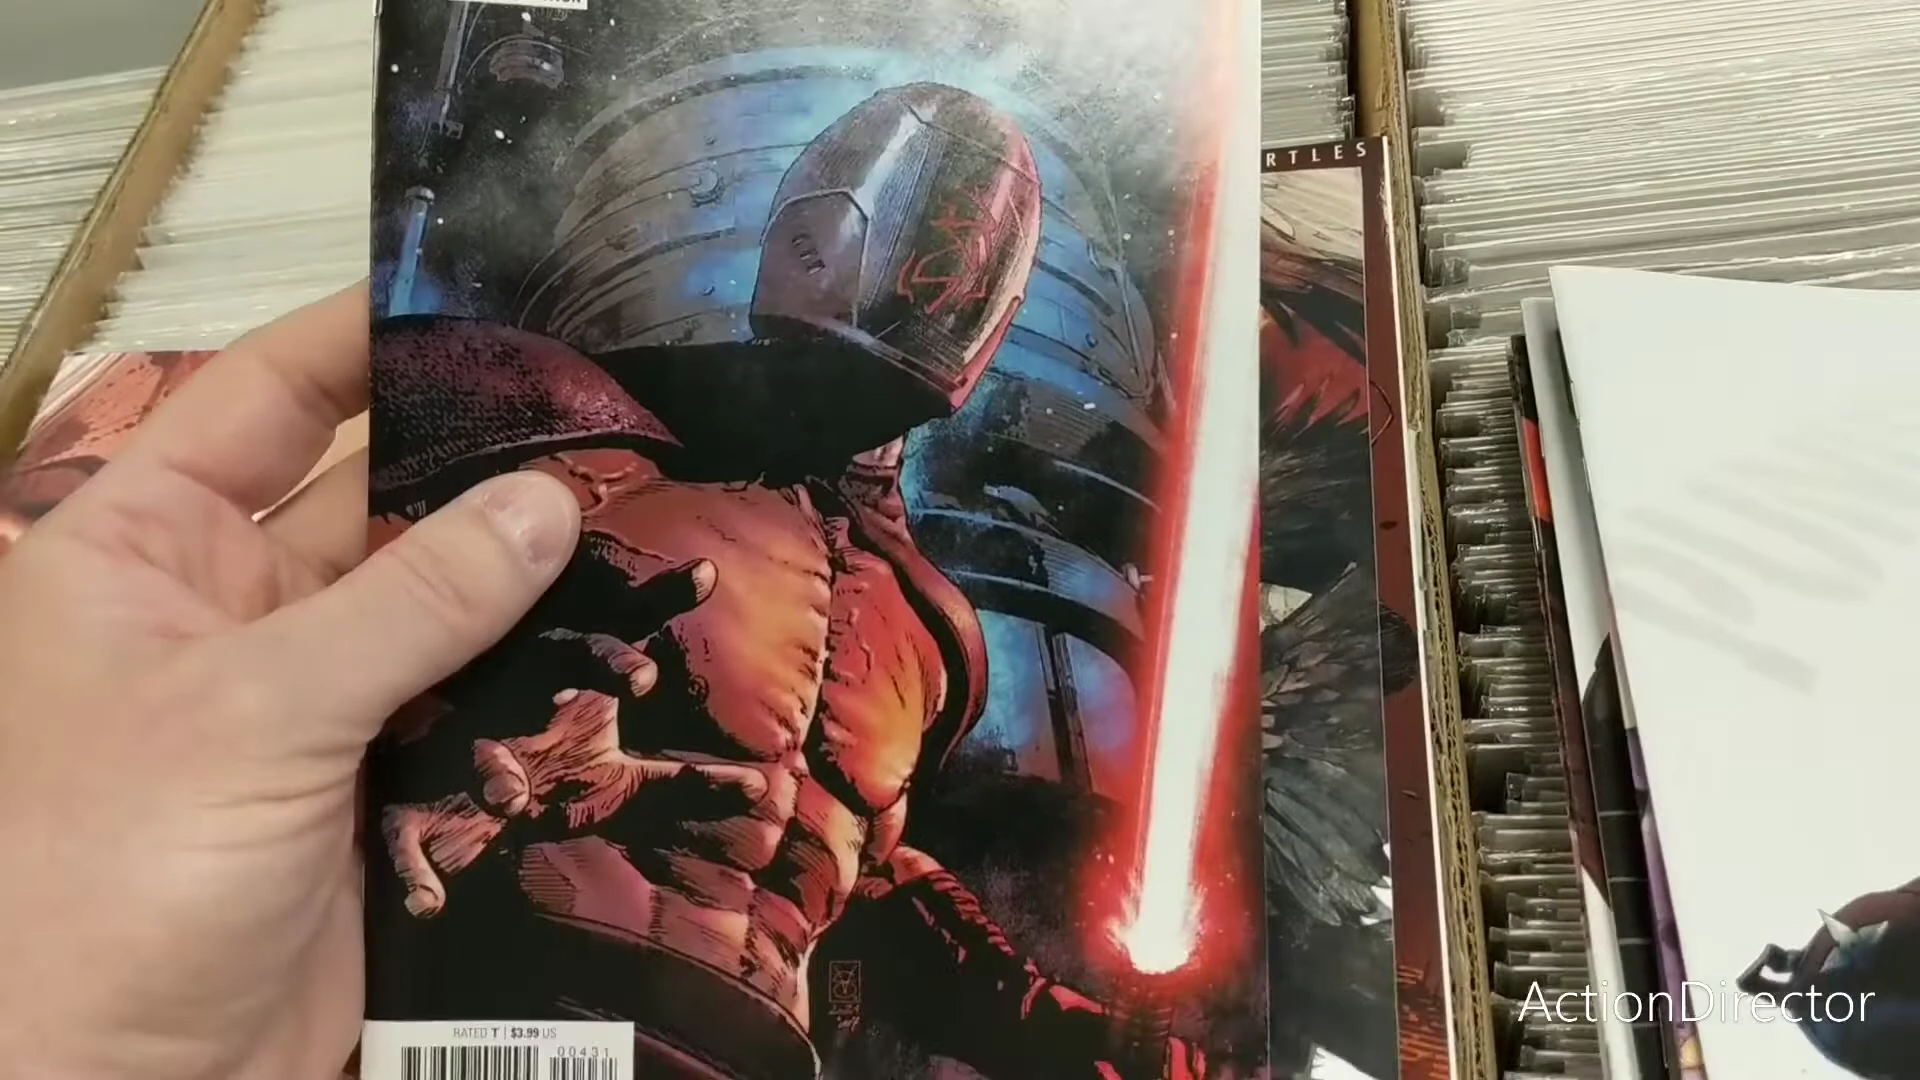 RTLES
RATED T | $3.99 US
00431
ActionDirector